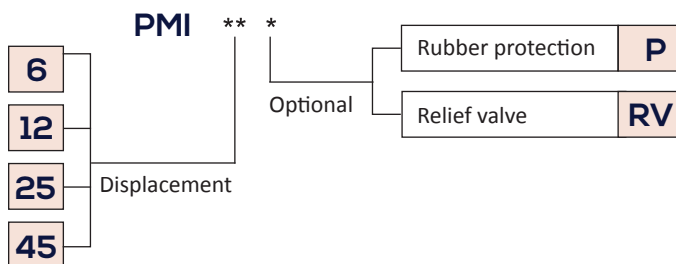 PMI ** *
6
12
25
45
Displacement
Optional
Rubber protection P
Relief valve RV